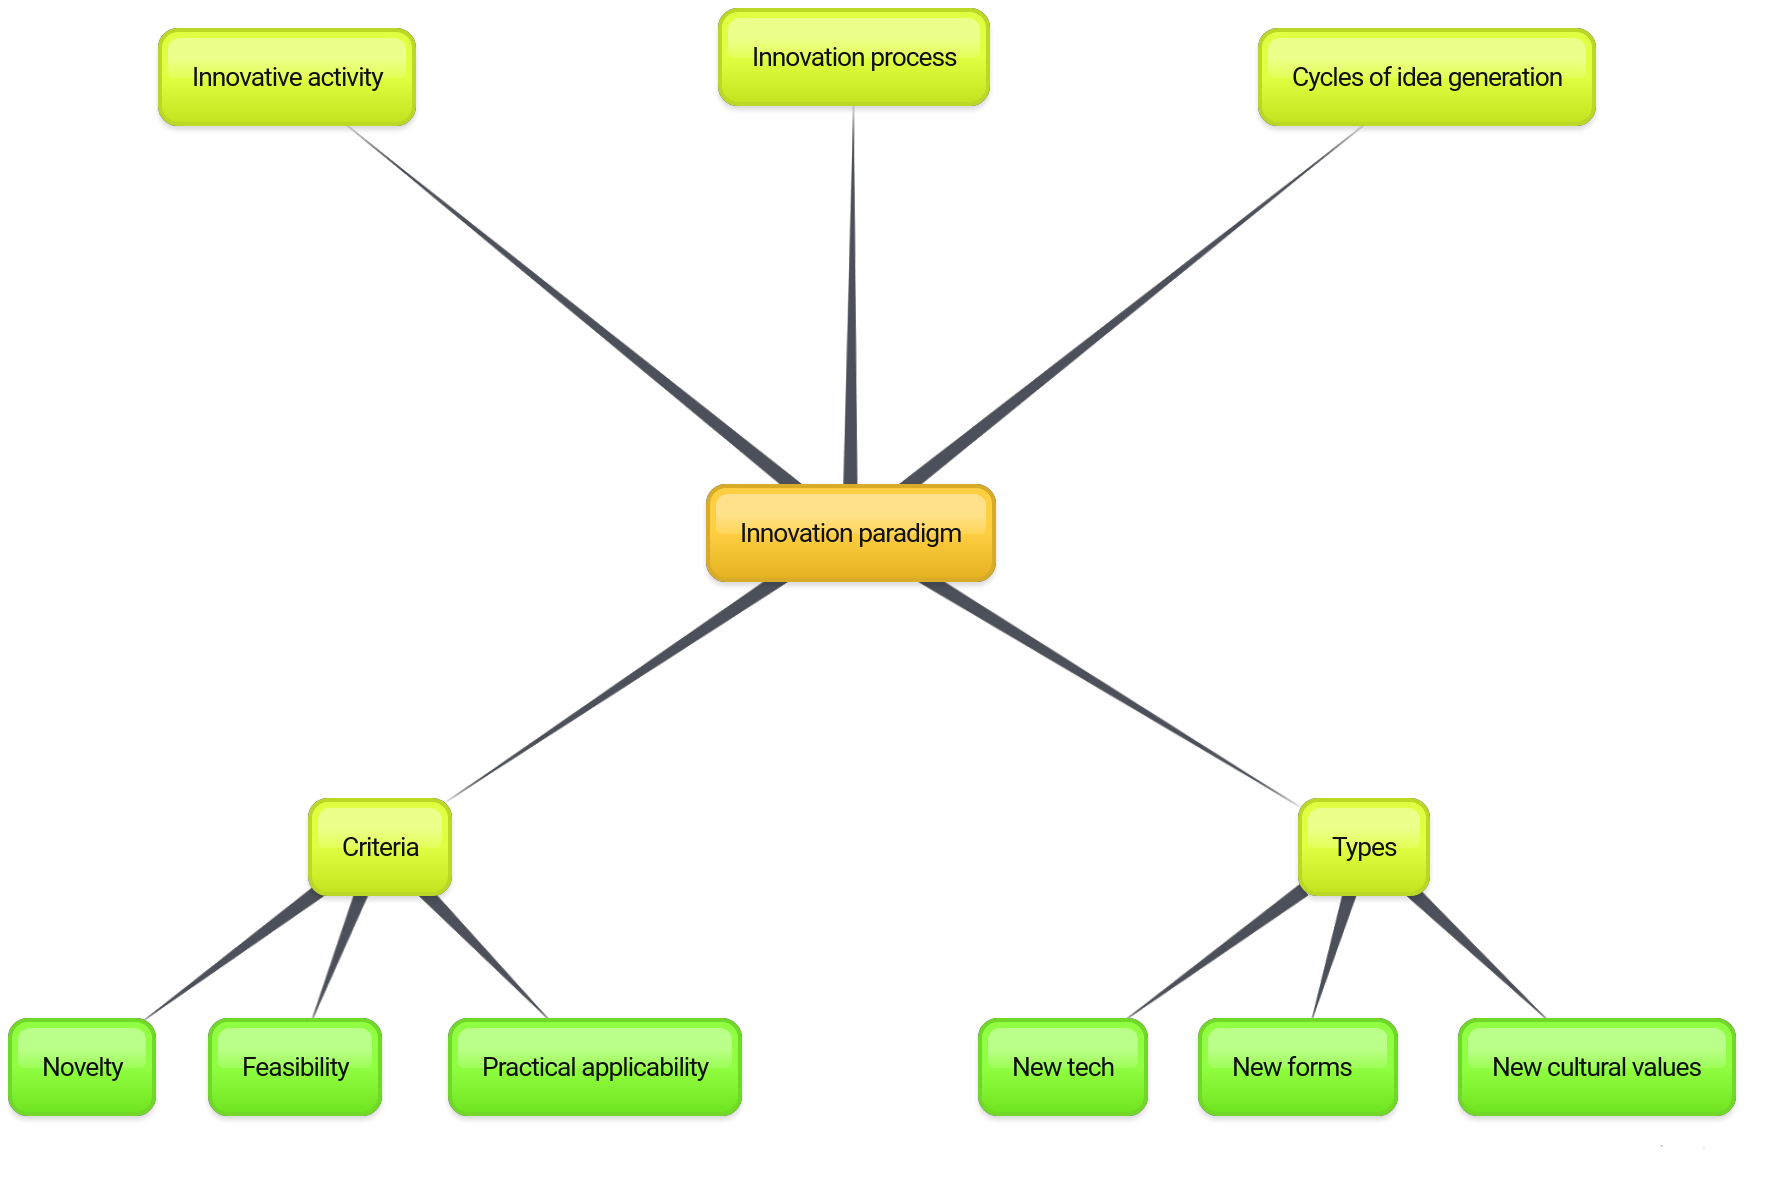 Innovative activity
Innovation process
Cycles of idea generation
Innovation paradigm
Criteria
Types
Novelty
Feasibility
Practical applicability
New tech
New forms
New cultural values